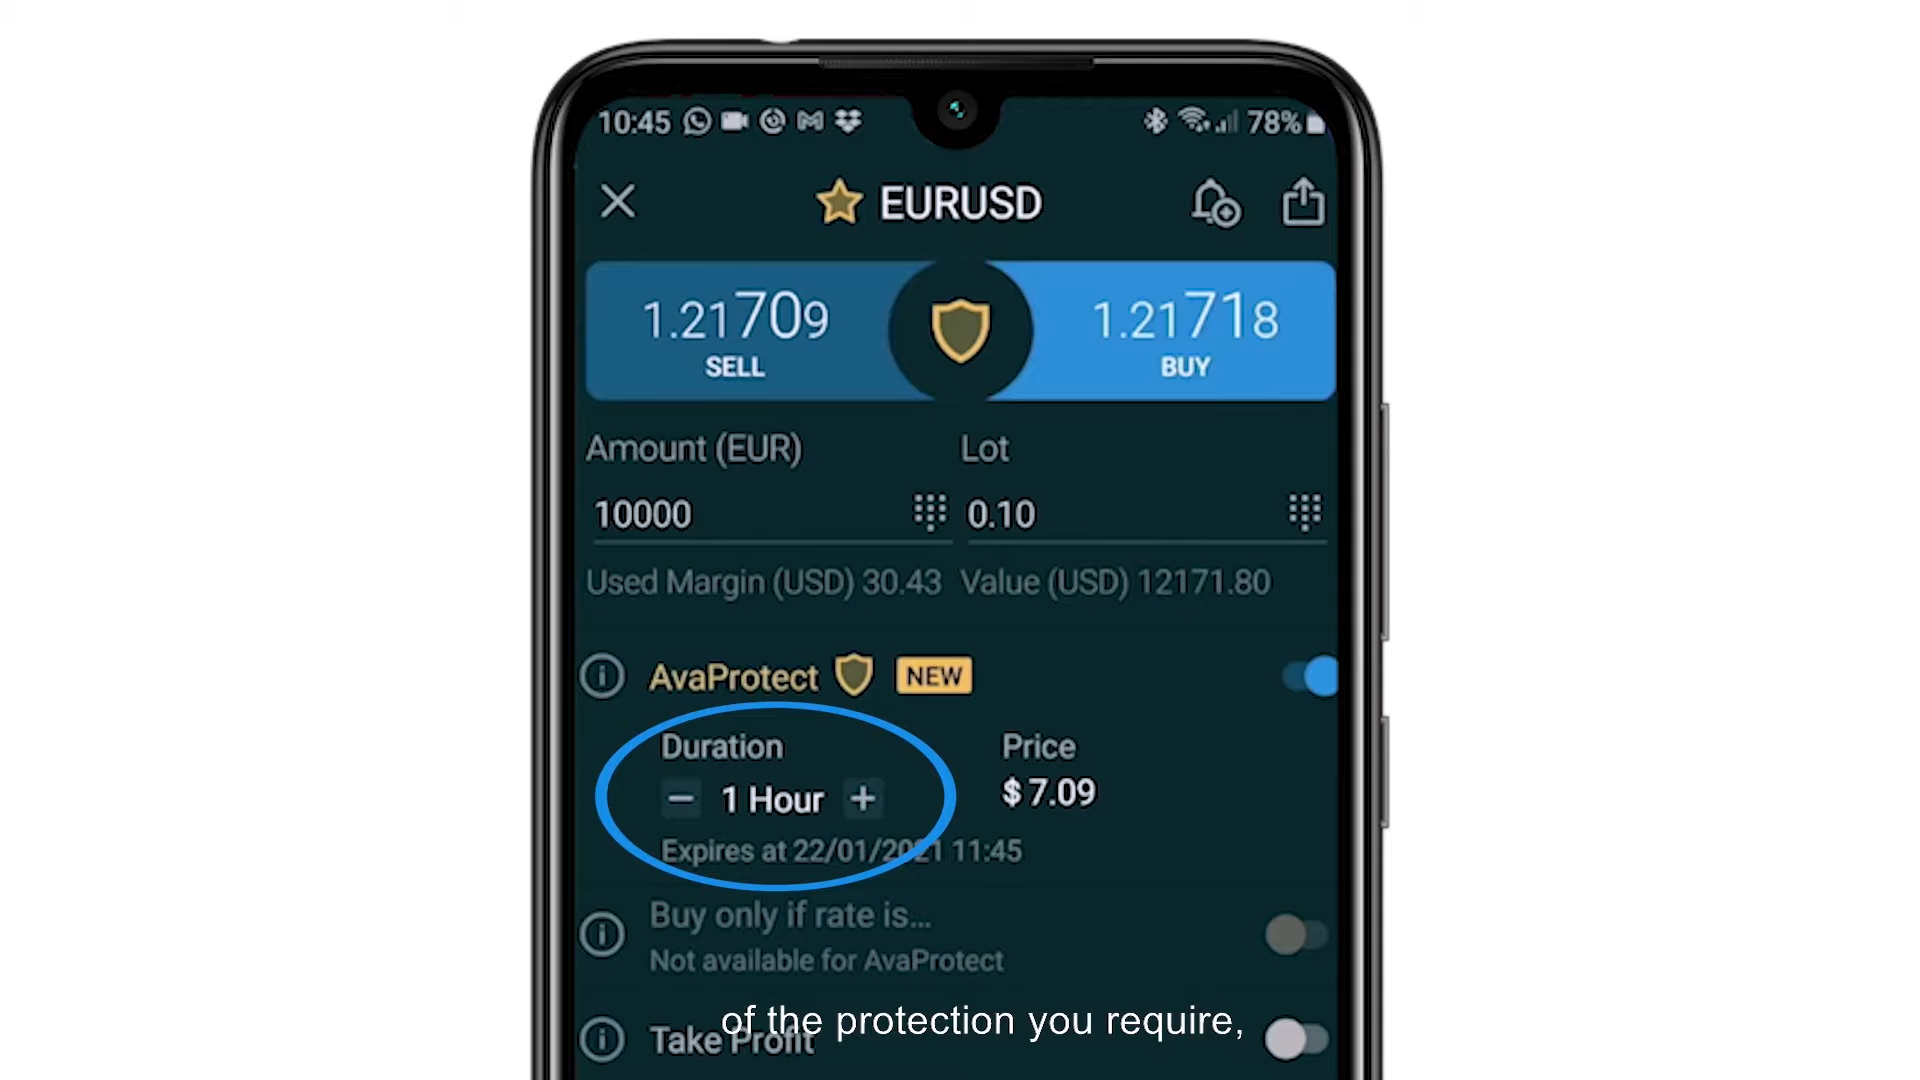 10:45 78%
EURUSD
1.21709 1.21718
SELL BUY
Amount (EUR) Lot
10000 0.10
Used Margin (USD) 30.43 Value (USD) 12171.80
AvaProtect NEW
Duration Price
1 Hour $ 7.09
Expires at 22/01/2021 11:45
Buy only if rate is...
Not available for AvaProtect
of the protection you require,
Take Profit